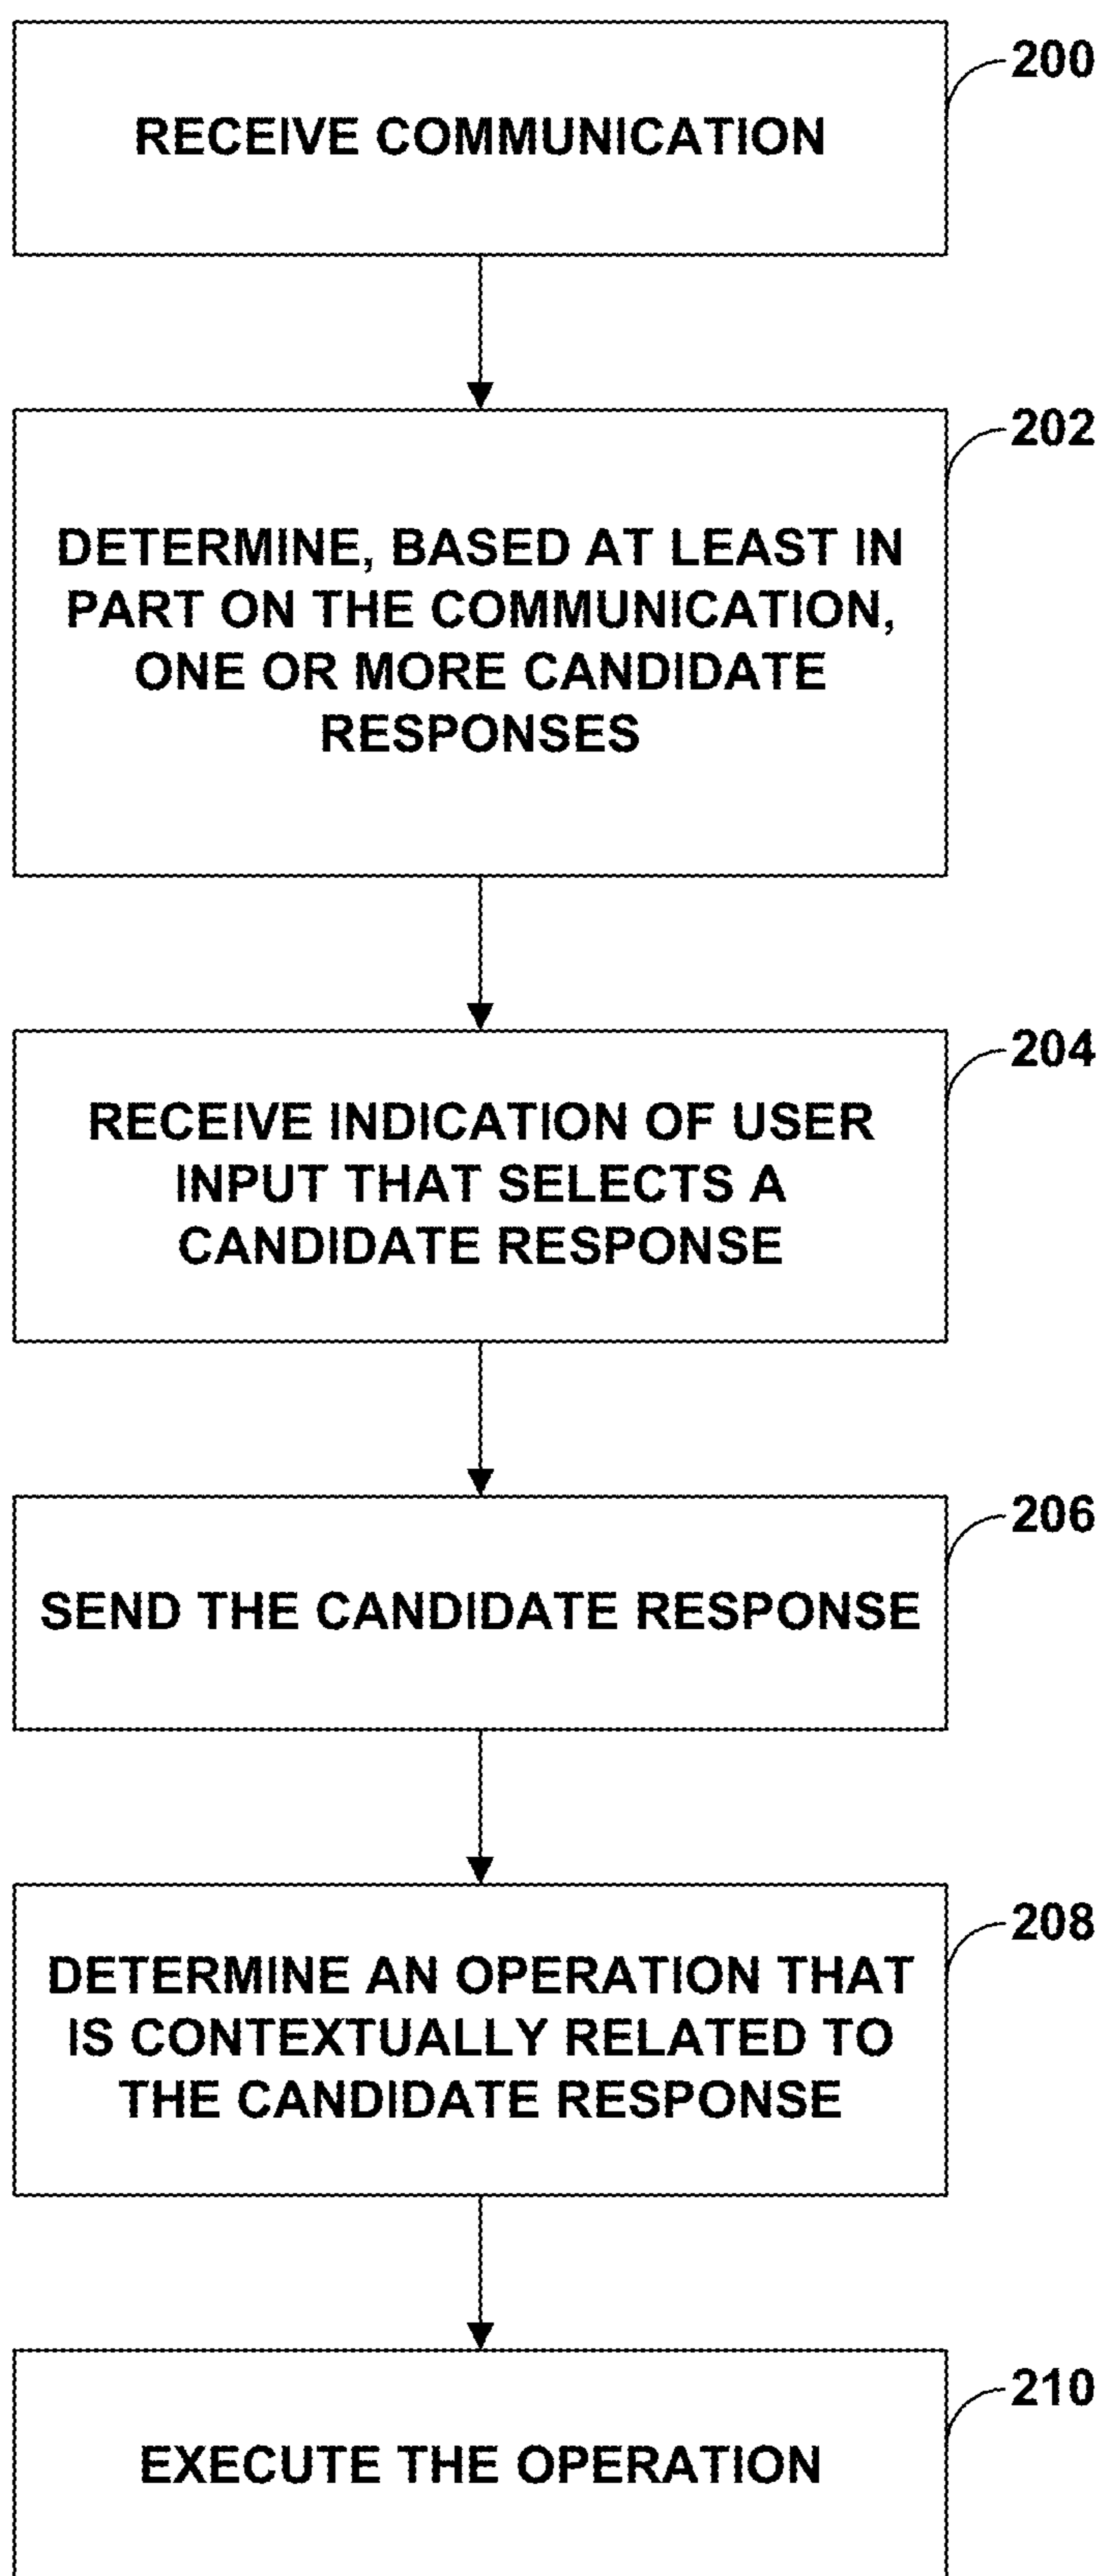 200
RECEIVE COMMUNICATION
202
DETERMINE, BASED AT LEAST IN
PART ON THE COMMUNICATION,
ONE OR MORE CANDIDATE
RESPONSES
204
RECEIVE INDICATION OF USER
INPUT THAT SELECTS A
CANDIDATE RESPONSE
206
SEND THE CANDIDATE RESPONSE
208
DETERMINE AN OPERATION THAT
IS CONTEXTUALLY RELATED TO
THE CANDIDATE RESPONSE
210
EXECUTE THE OPERATION